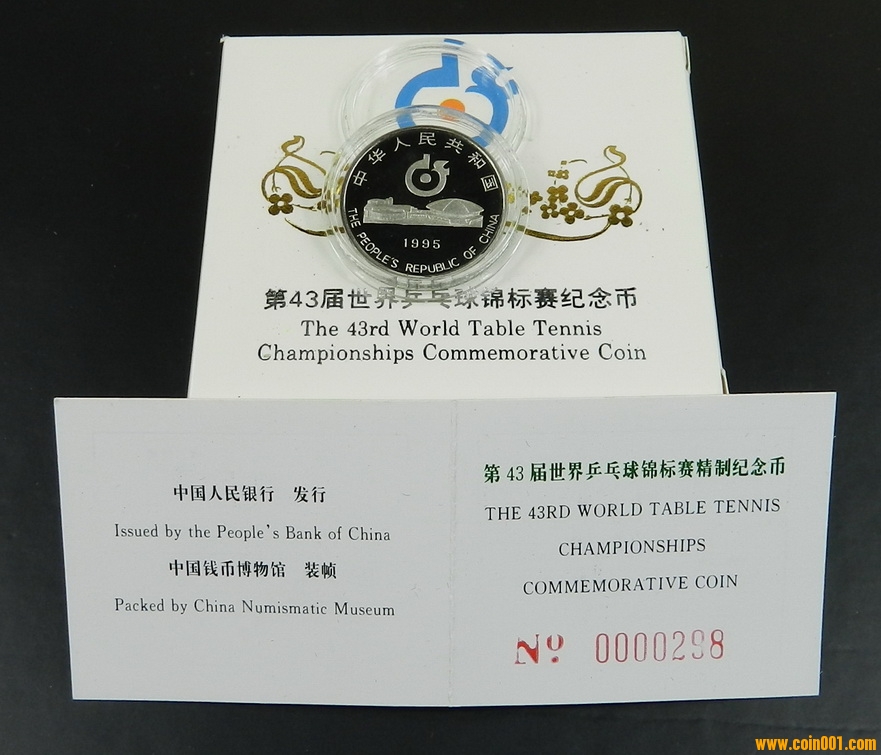 中华人民共和国
1995
THE PEOPLE'S REPUBLIC OF CHINA
第43届世界乒乓球锦标赛纪念币
The 43rd World Table Tennis
Championships Commemorative Coin
中国人民银行 发行
Issued by the People's Bank of China
中国钱币博物馆 装帧
Packed by China Numismatic Museum
第43届世界乒乓球锦标赛精制纪念币
THE 43RD WORLD TABLE TENNIS
CHAMPIONSHIPS
COMMEMORATIVE COIN
Nº 0000298
www.coin001.com